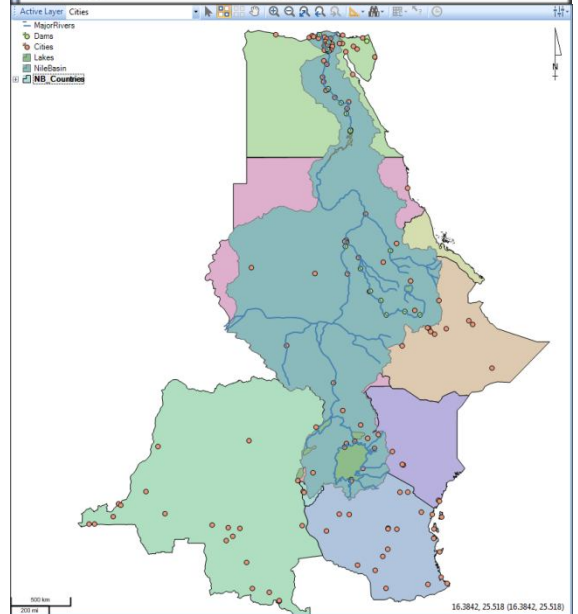 Active Layer Cities
MajorRivers
Dams
Cities
Lakes
NileBasin
NB_Countries
N
500 km
200 mi
16.3842, 25.518 (16.3842, 25.518)